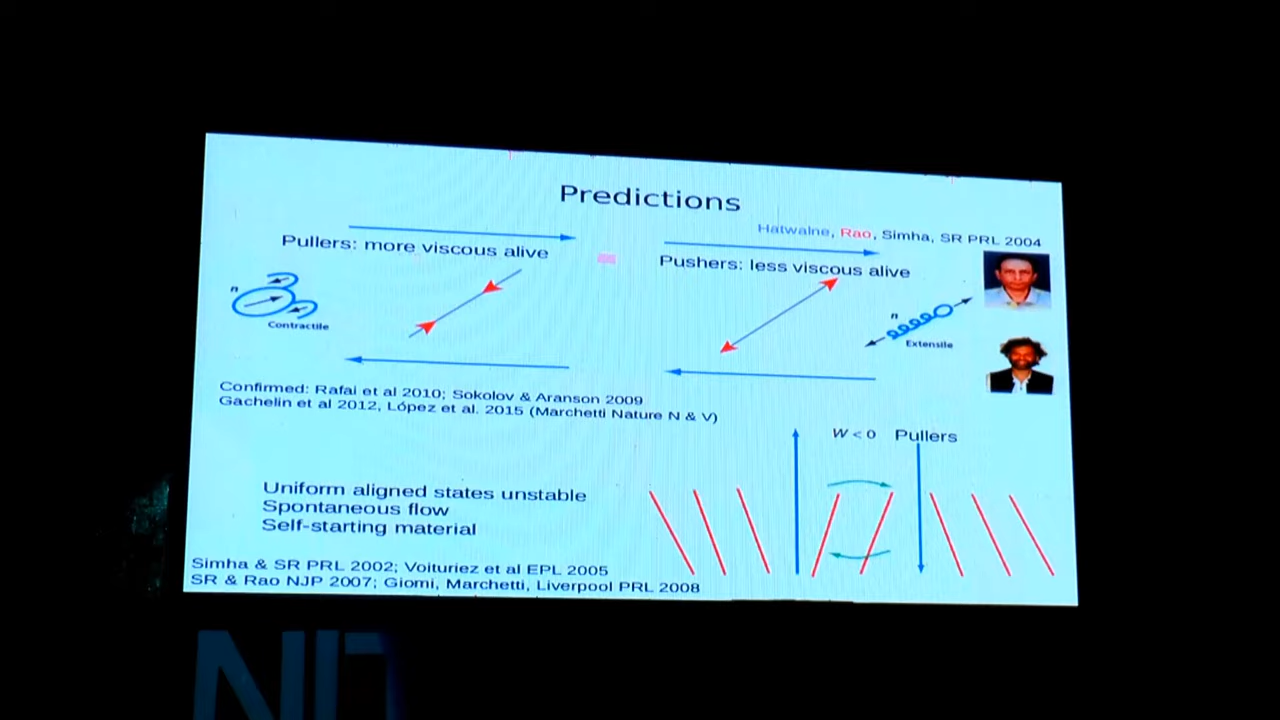 Predictions
Hatwalne, Rao, Simha, SR PRL 2004
Pullers: more viscous alive
Pushers: less viscous alive
n
Contractile
n
Extensile
Confirmed: Rafai et al 2010; Sokolov & Aranson 2009
Gachelin et al 2012, López et al. 2015 (Marchetti Nature N & V)
W < 0 Pullers
Uniform aligned states unstable
Spontaneous flow
Self-starting material
Simha & SR PRL 2002; Voituriez et al EPL 2005
SR & Rao NJP 2007; Giomi, Marchetti, Liverpool PRL 2008